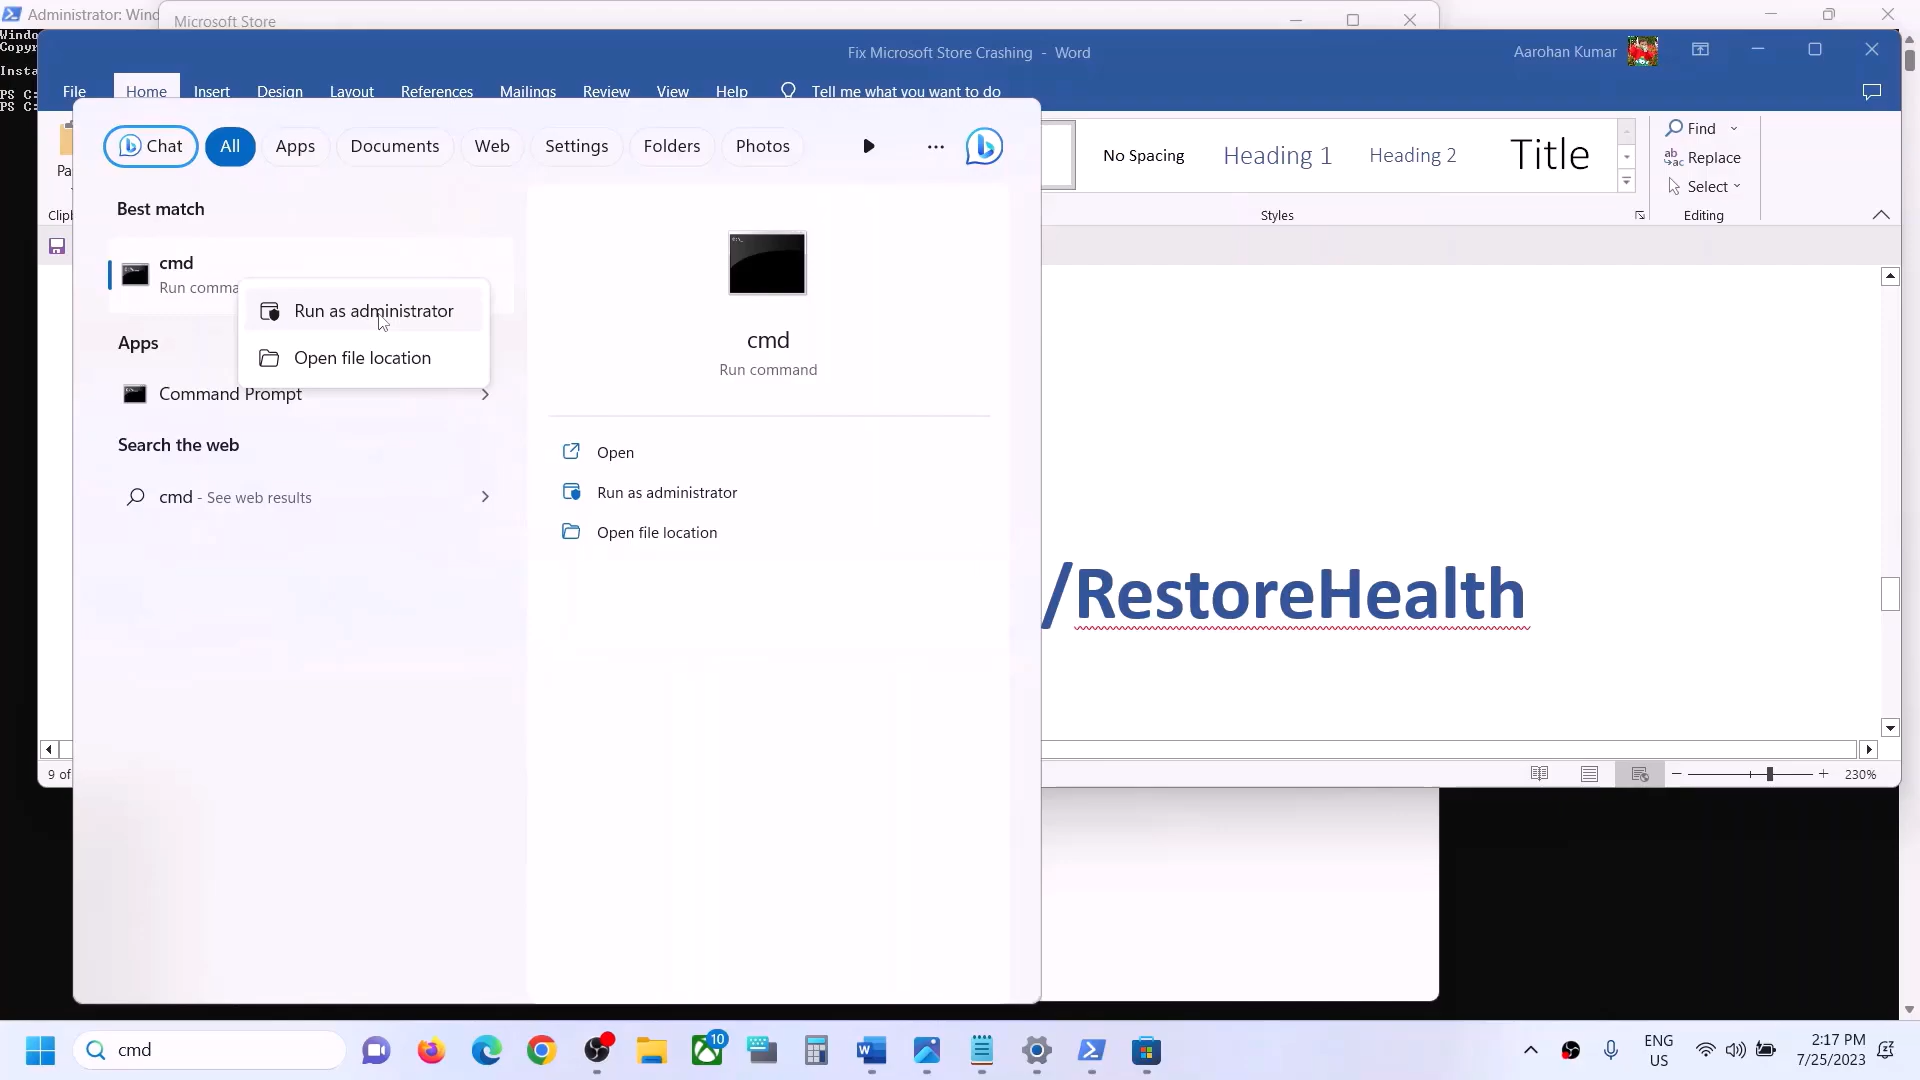 Administrator: Wind
Microsoft Store
Windo
Copyr
Insta
PS C:
PS C:
Fix Microsoft Store Crashing - Word
Aarohan Kumar
File
Home
Insert
Design
Layout
References
Mailings
Review
View
Help
Tell me what you want to do
Chat
All
Apps
Documents
Web
Settings
Folders
Photos
Pa
Clipb
No Spacing
Heading 1
Heading 2
Title
Styles
Find
Replace
Select
Editing
Best match
cmd
Run comma
Run as administrator
Open file location
Apps
Command Prompt
Search the web
cmd - See web results
cmd
Run command
Open
Run as administrator
Open file location
/RestoreHealth
9 of
230%
cmd
10
ENG
US
2:17 PM
7/25/2023